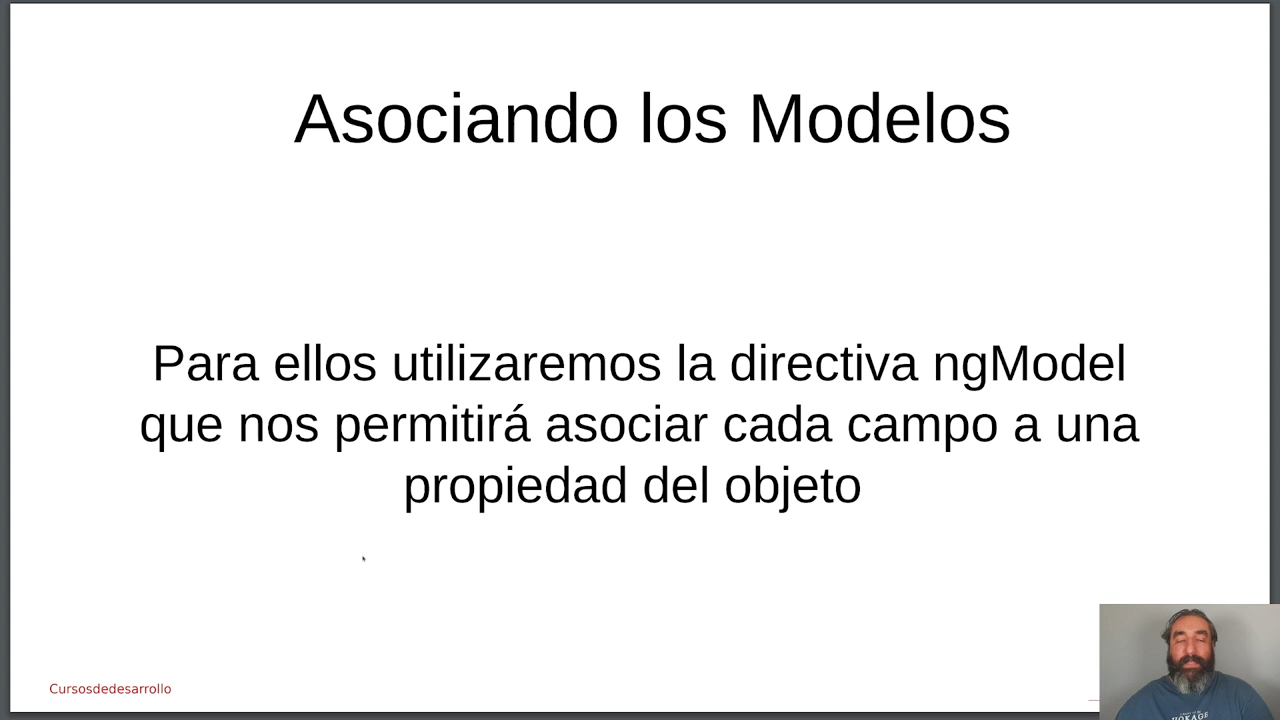 Asociando los Modelos
Para ellos utilizaremos la directiva ngModel
que nos permitirá asociar cada campo a una
propiedad del objeto
Cursosdedesarrollo
HOKAGE